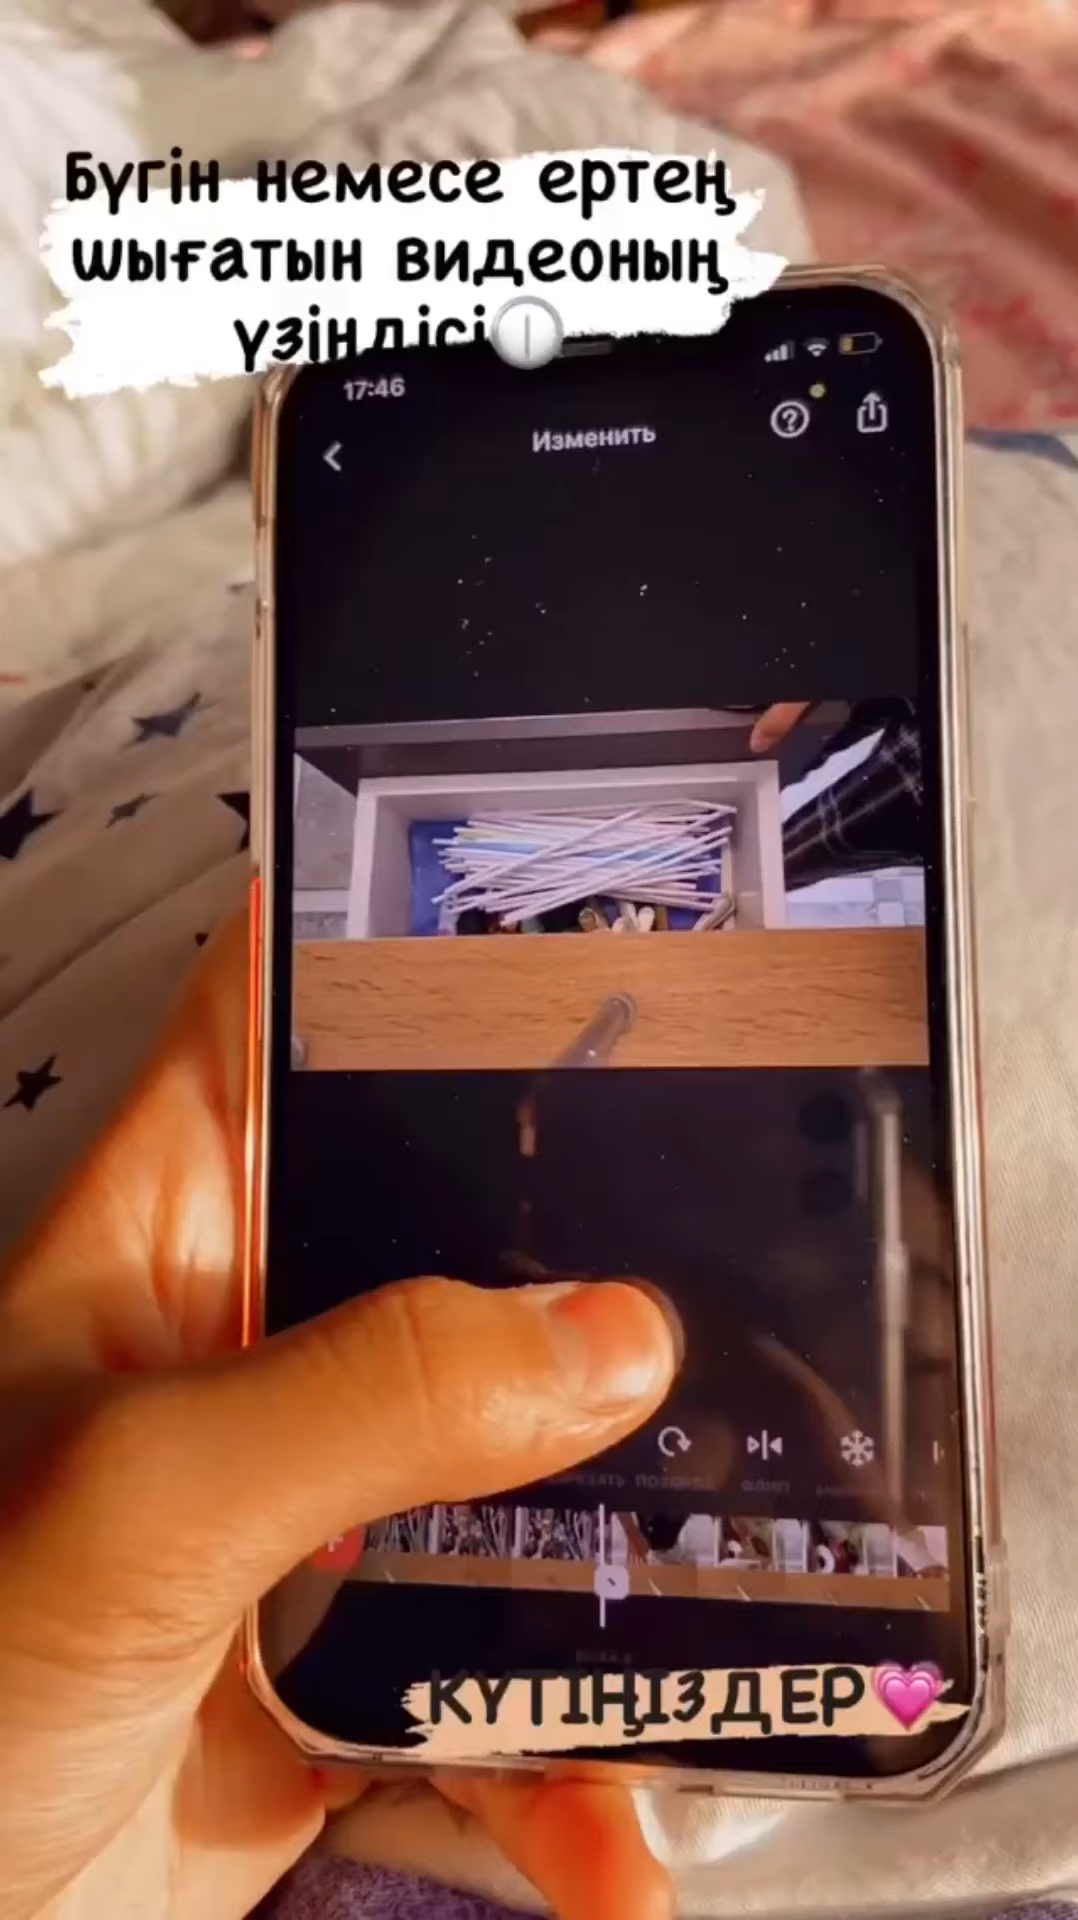 Бүгін немесе ертең
шығатын видеоның
үзіндісі
17:46
Изменить
КҮТІҢІЗДЕР💗